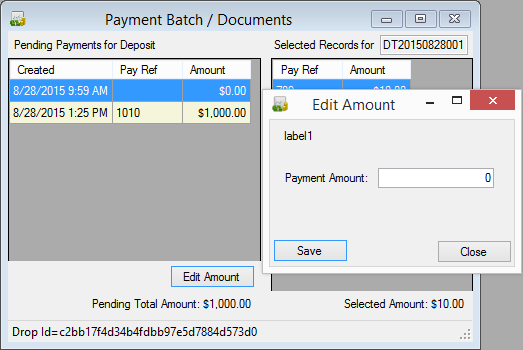 Payment Batch / Documents
Pending Payments for Deposit
Selected Records for DT20150828001
Created Pay Ref Amount
8/28/2015 9:59 AM $0.00
8/28/2015 1:25 PM 1010 $1,000.00
Pay Ref Amount
Edit Amount
label1
Payment Amount: 0
Save Close
Edit Amount
Pending Total Amount: $1,000.00
Selected Amount: $10.00
Drop Id=c2bb17f4d34b4fdbb97e5d7884d573d0